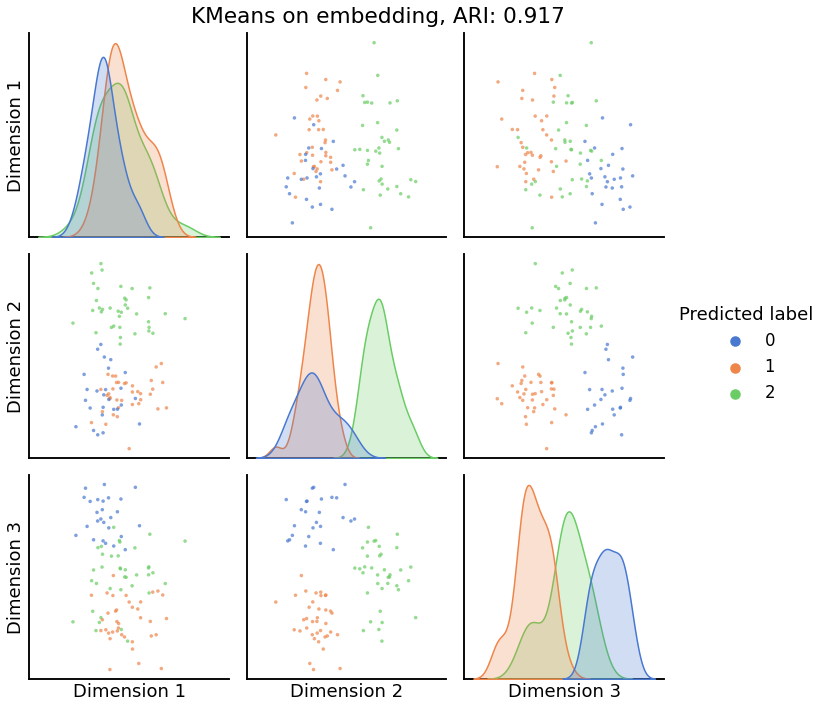 KMeans on embedding, ARI: 0.917
Dimension 1
Dimension 2
Predicted label
0
1
2
Dimension 3
Dimension 1
Dimension 2
Dimension 3